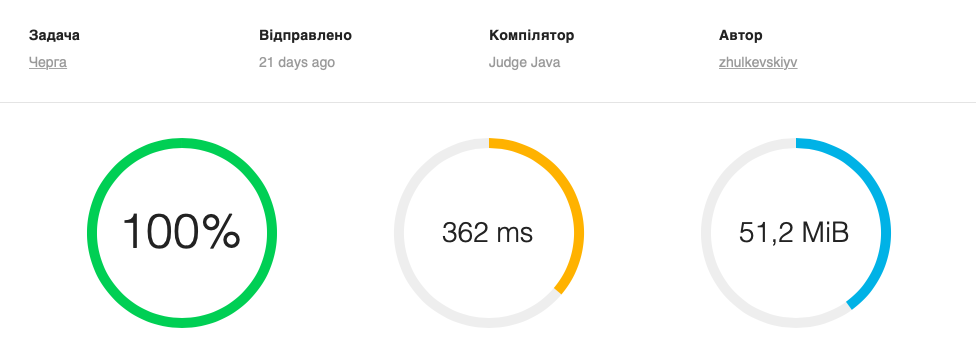 Задача Відправлено Компілятор Автор
Черга 21 days ago Judge Java zhulkevskiyv
100% 362 ms 51,2 MiB